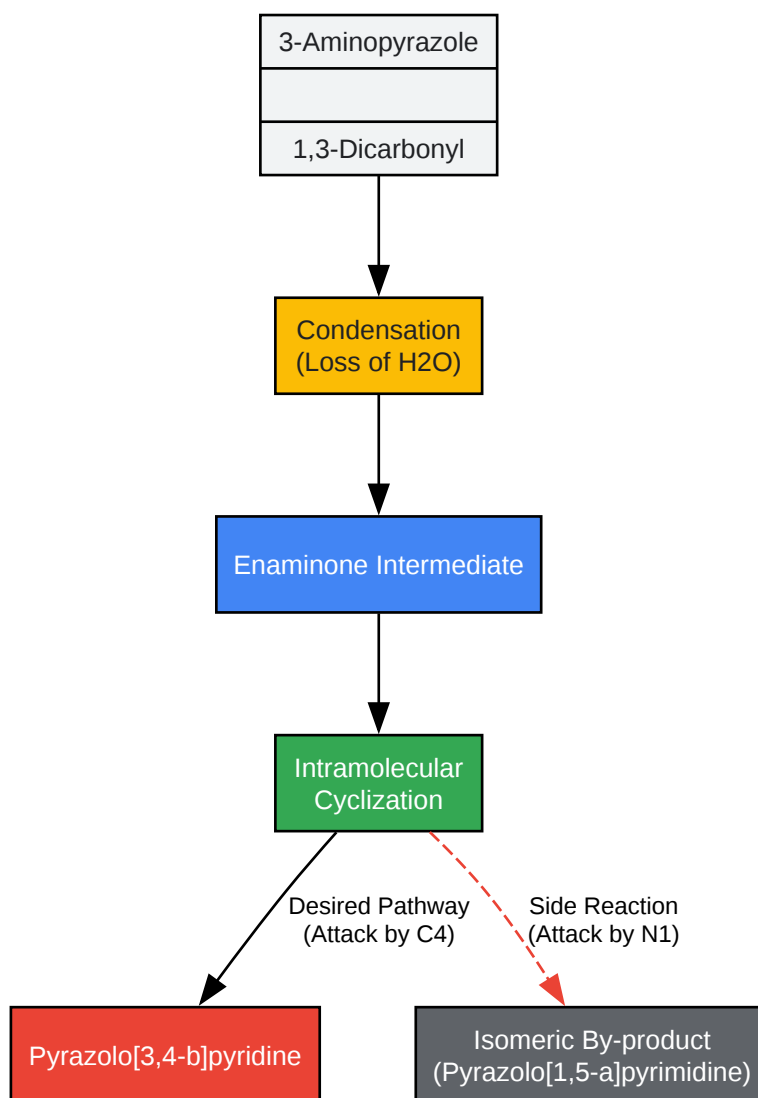 3-Aminopyrazole
1,3-Dicarbonyl
Condensation
(Loss of H2O)
Enaminone Intermediate
Intramolecular
Cyclization
Desired Pathway
(Attack by C4)
Side Reaction
(Attack by N1)
Pyrazolo[3,4-b]pyridine
Isomeric By-product
(Pyrazolo[1,5-a]pyrimidine)